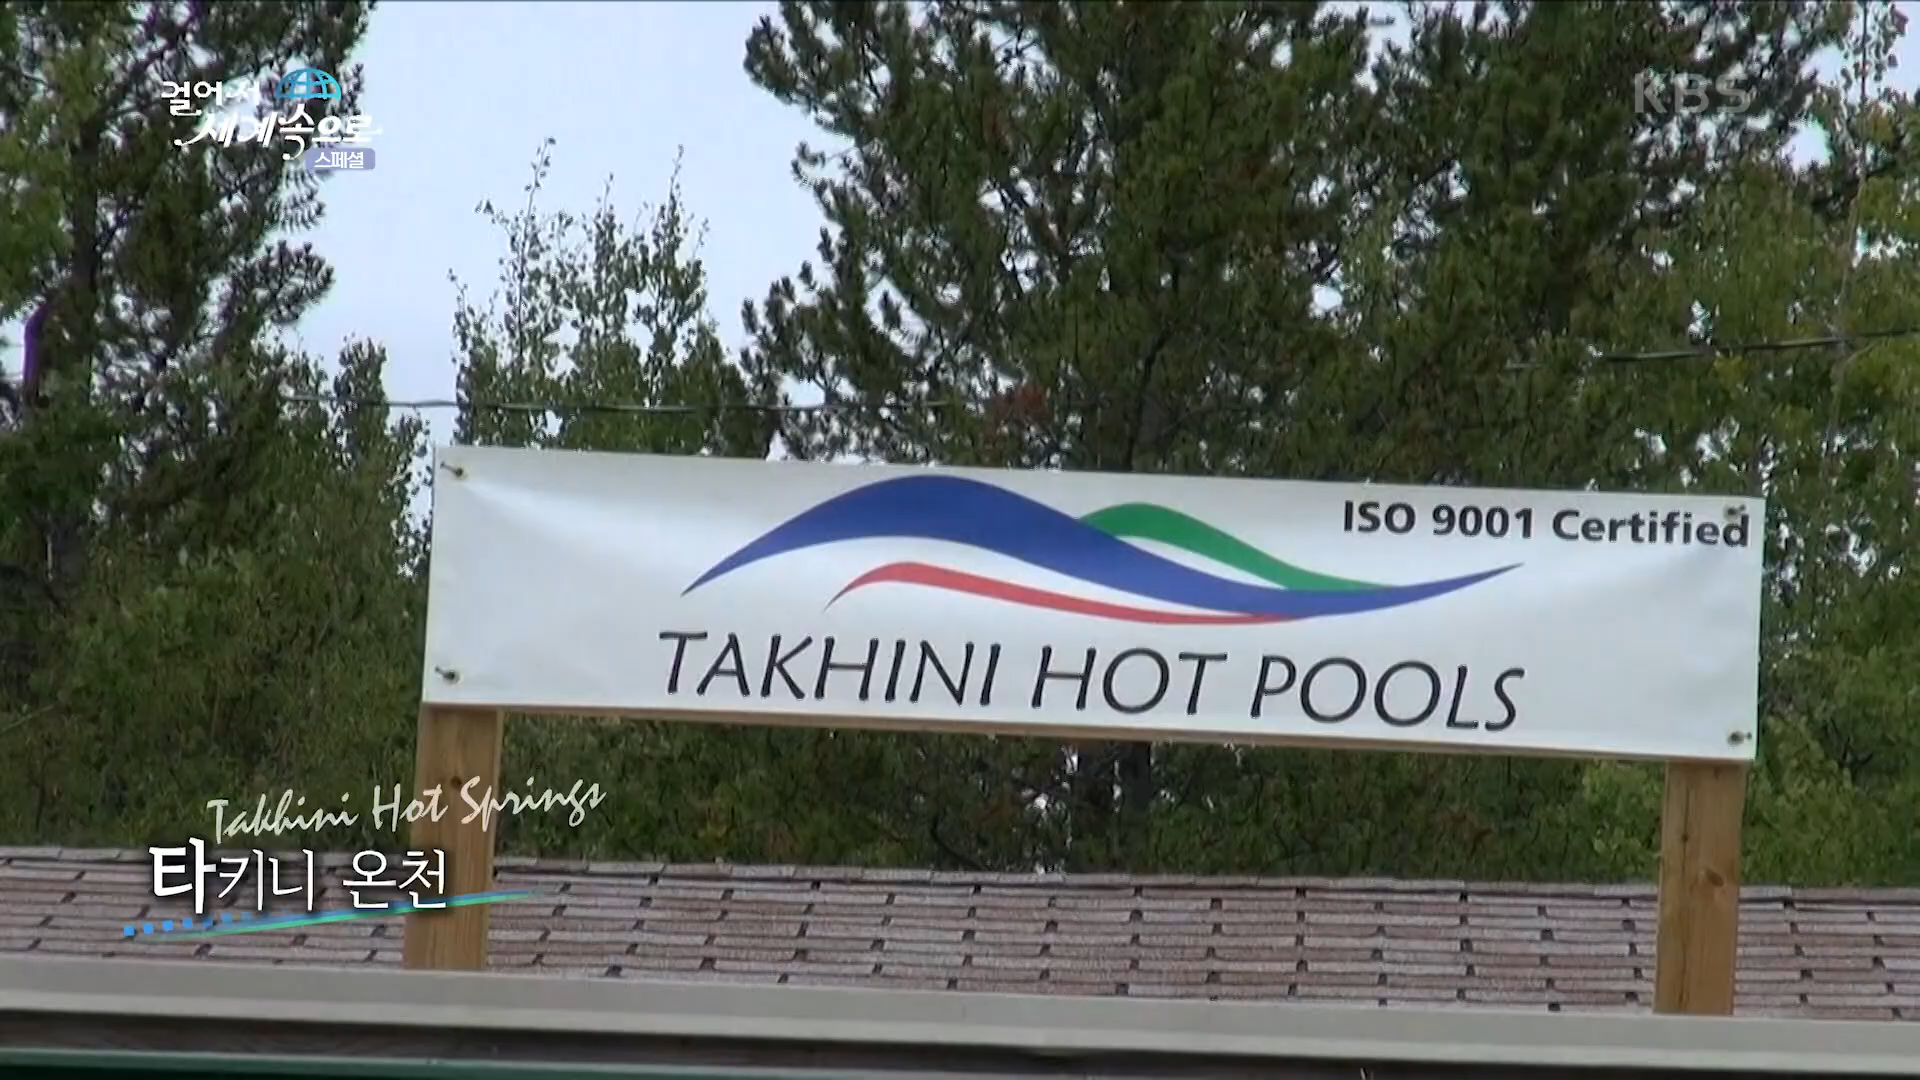 걸어서
세계속으로
스페셜
KBS
ISO 9001 Certified
TAKHINI HOT POOLS
Takhini Hot Springs
타키니 온천